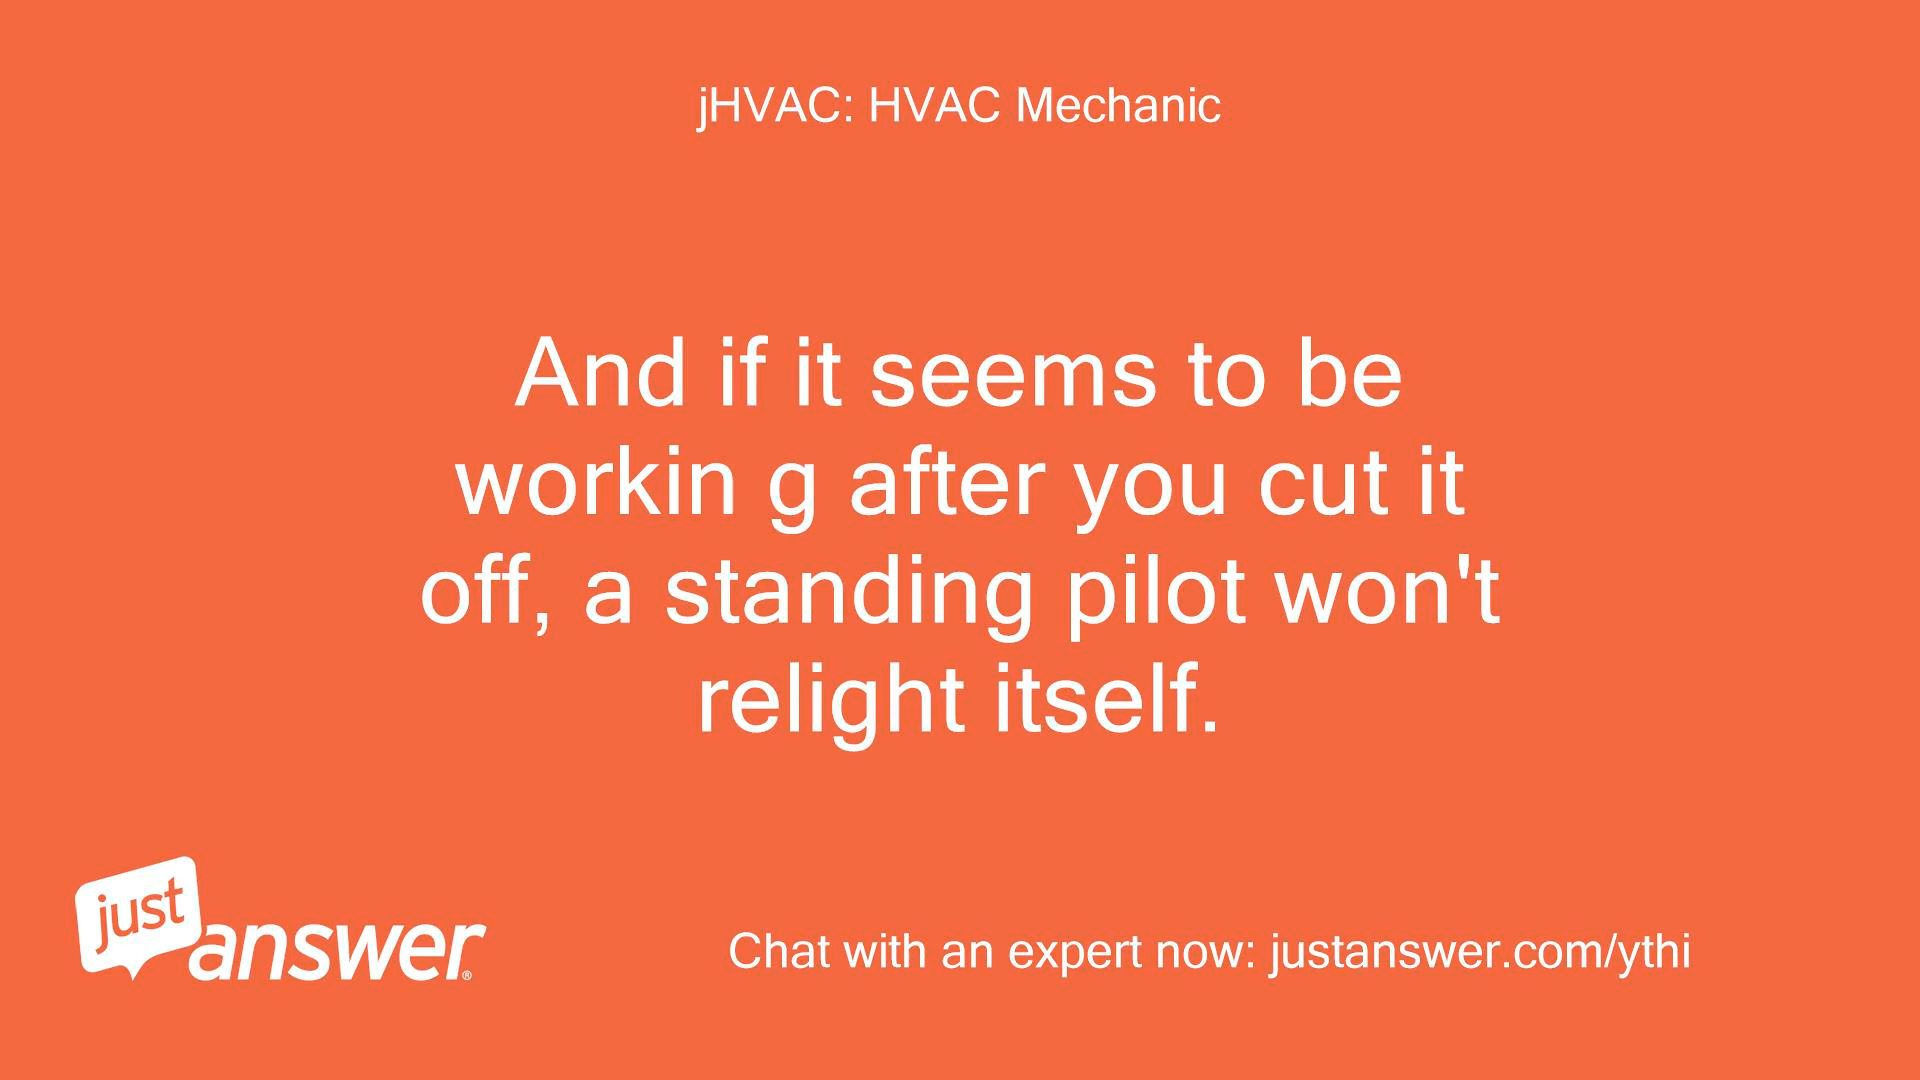 jHVAC: HVAC Mechanic
And if it seems to be
workin g after you cut it
off, a standing pilot won't
relight itself.
just
answer®
Chat with an expert now: justanswer.com/ythi